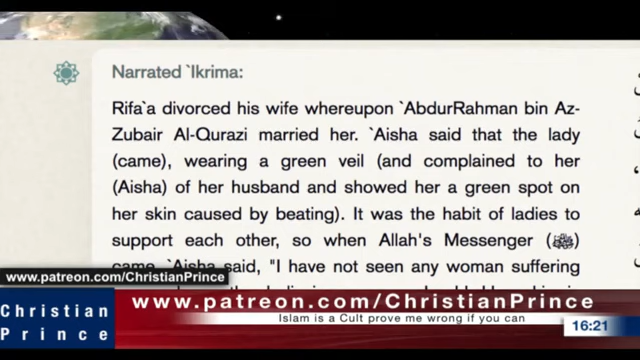 Narrated `Ikrima:
Rifa`a divorced his wife whereupon `AbdurRahman bin Az-
Zubair Al-Qurazi married her. `Aisha said that the lady
(came), wearing a green veil (and complained to her
(Aisha) of her husband and showed her a green spot on
her skin caused by beating). It was the habit of ladies to
support each other, so when Allah's Messenger (ﷺ)
came, `Aisha said, "I have not seen any woman suffering
www.patreon.com/ChristianPrince
www.patreon.com/ChristianPrince
Christian
Prince
Islam is a Cult prove me wrong if you can
16:21